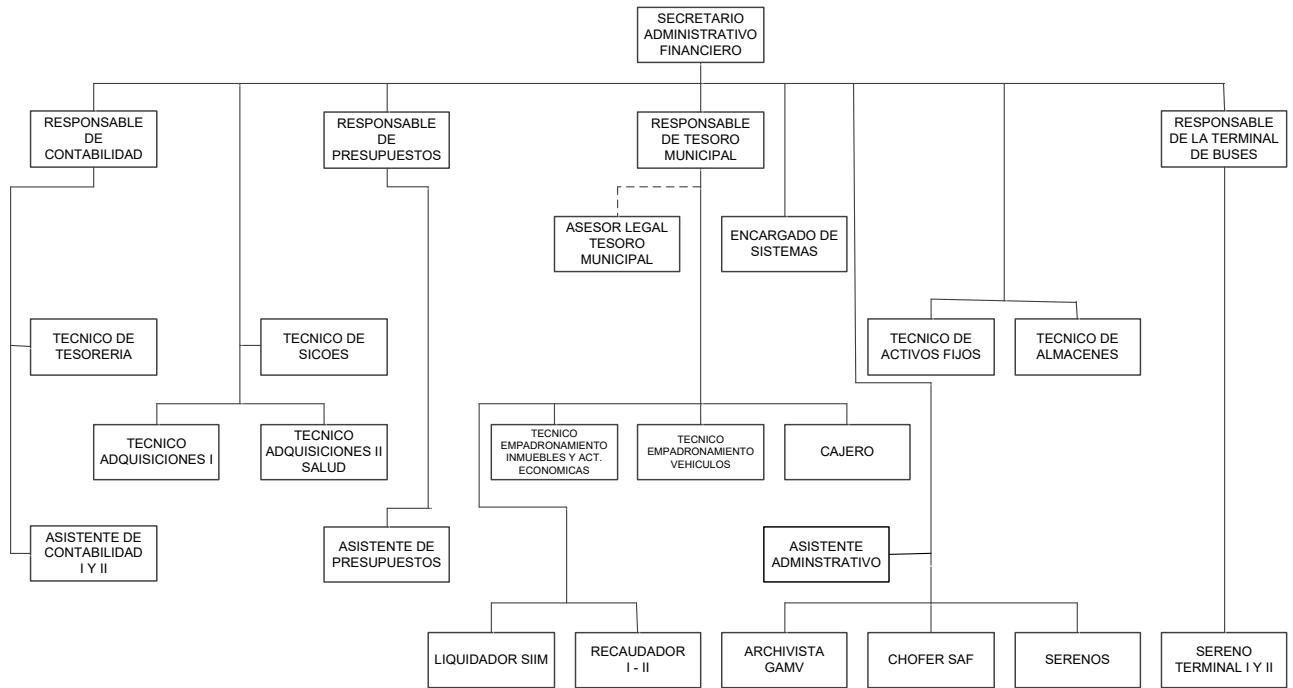 SECRETARIO
ADMINISTRATIVO
FINANCIERO
RESPONSABLE
DE
CONTABILIDAD
RESPONSABLE
DE
PRESUPUESTOS
RESPONSABLE
DE TESORO
MUNICIPAL
RESPONSABLE
DE LA TERMINAL
DE BUSES
ASESOR LEGAL
TESORO
MUNICIPAL
ENCARGADO DE
SISTEMAS
TECNICO DE
TESORERIA
TECNICO DE
SICOES
TECNICO DE
ACTIVOS FIJOS
TECNICO DE
ALMACENES
TECNICO
ADQUISICIONES I
TECNICO
ADQUISICIONES II
SALUD
TECNICO
EMPADRONAMIENTO
INMUEBLES Y ACT.
ECONOMICAS
TECNICO
EMPADRONAMIENTO
VEHICULOS
CAJERO
ASISTENTE DE
CONTABILIDAD
I Y II
ASISTENTE DE
PRESUPUESTOS
ASISTENTE
ADMINSTRATIVO
LIQUIDADOR SIIM
RECAUDADOR
I - II
ARCHIVISTA
GAMV
CHOFER SAF
SERENOS
SERENO
TERMINAL I Y II